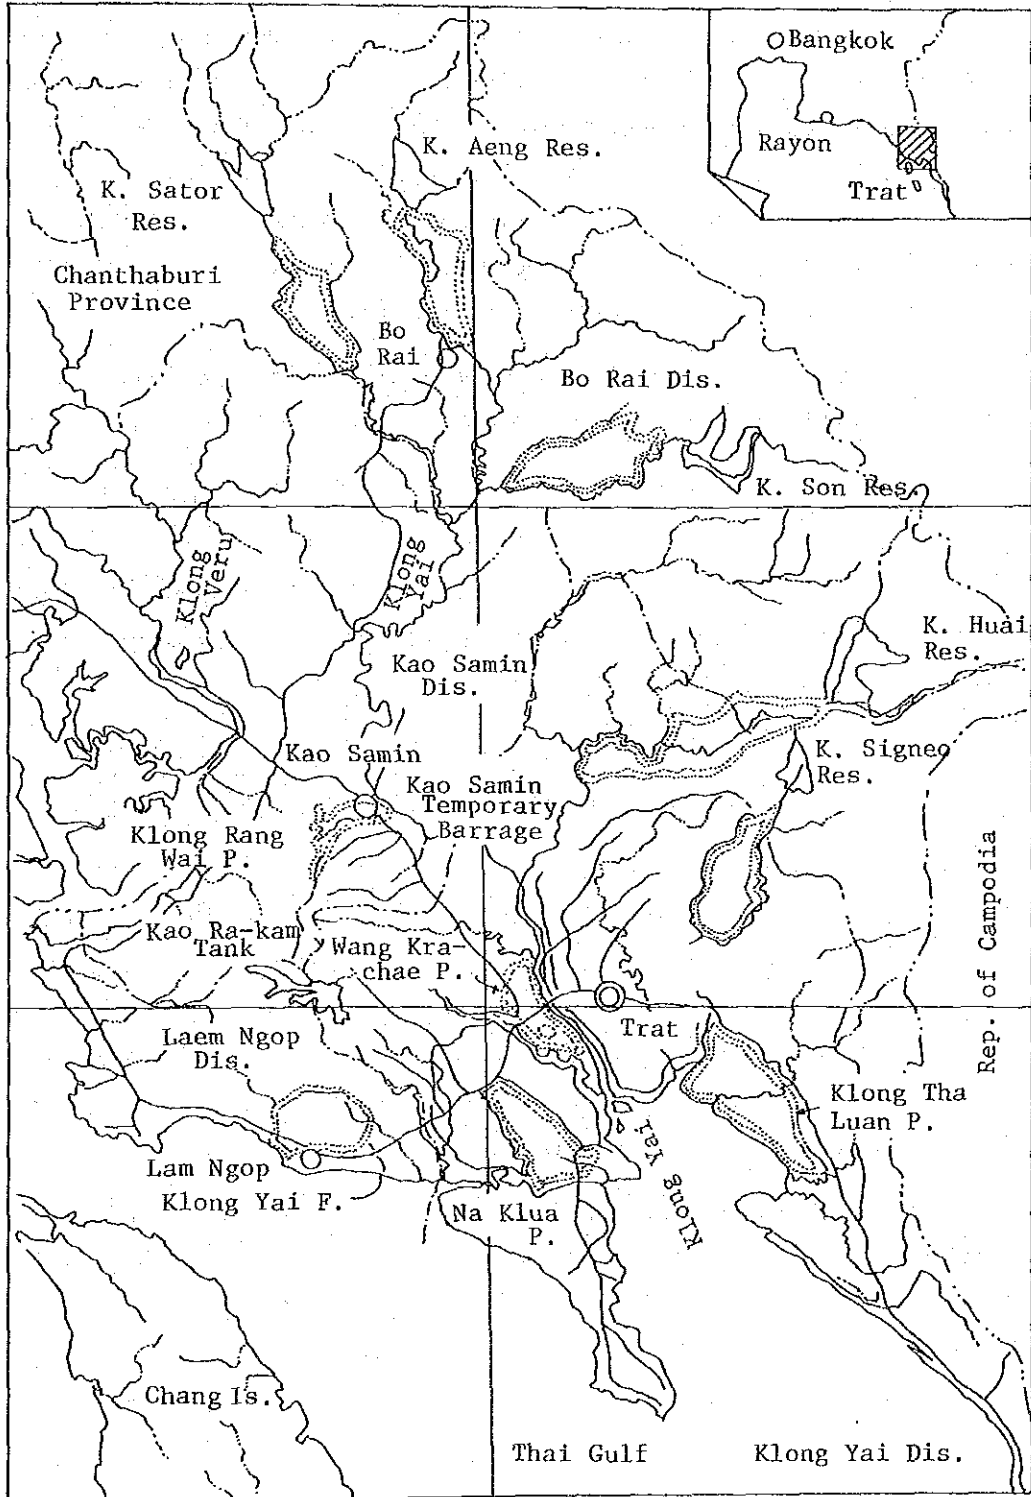 Bangkok
Rayon
Trat
K. Aeng Res.
K. Sator
Res.
Chanthaburi
Province
Bo
Rai
Bo Rai Dis.
K. Son Res.
Klong
Veru
Klong
Yai
K. Huai
Res.
Kao Samin
Dis.
K. Signeo
Res.
Kao Samin
Kao Samin
Temporary
Barrage
Klong Rang
Wai P.
Rep. of Campodia
Kao Ra-kam
Tank
Wang Kra-
chae P.
Trat
Laem Ngop
Dis.
Klong Tha
Luan P.
Lam Ngop
Klong Yai F.
Klong Yai
Na Klua
P.
Chang Is.
Thai Gulf
Klong Yai Dis.